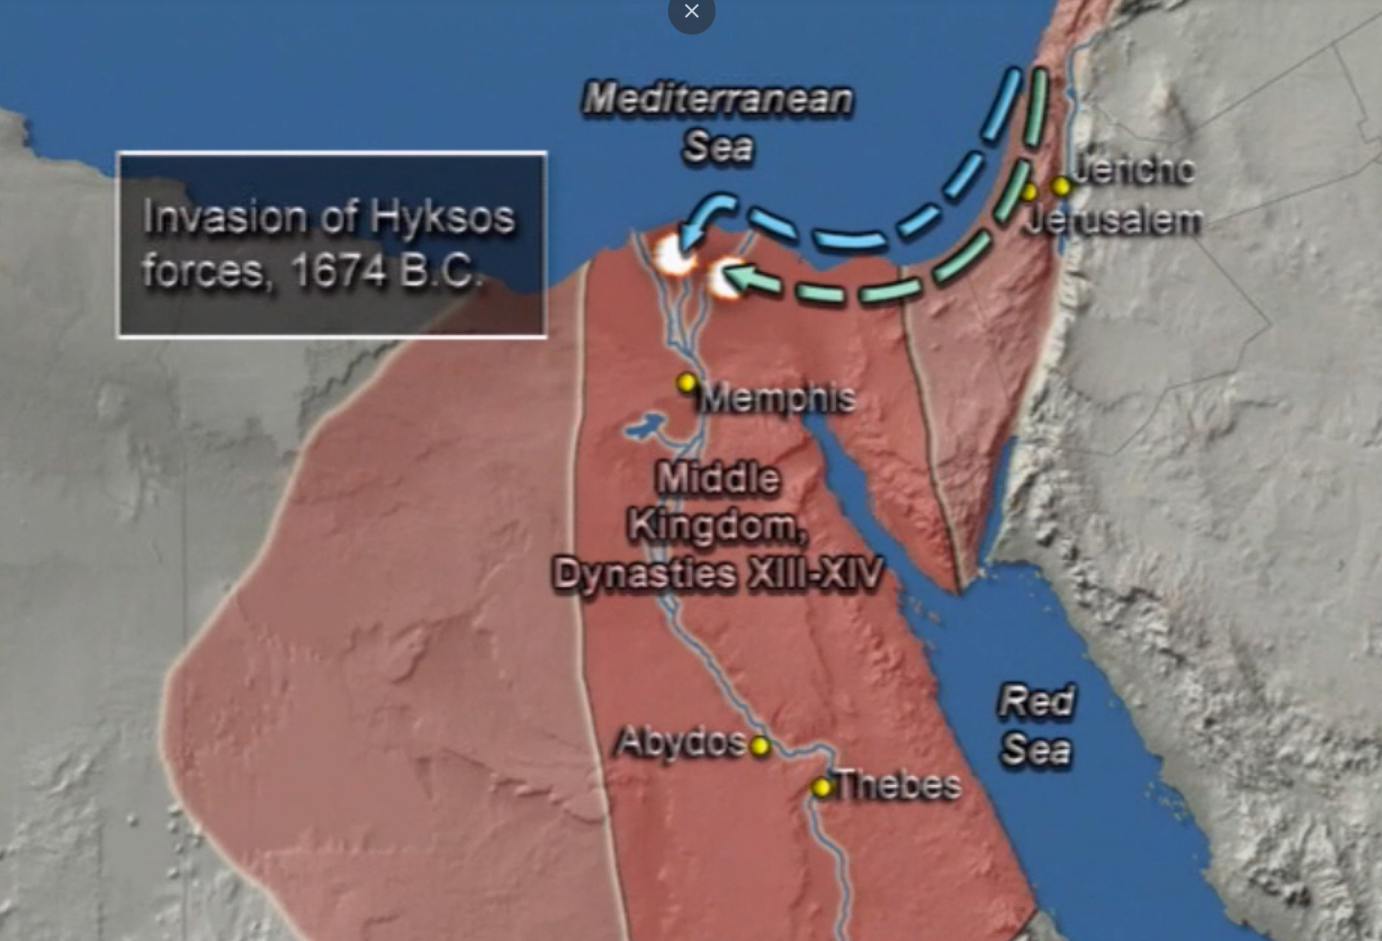 Mediterranean
Sea
Invasion of Hyksos
forces, 1674 B.C.
Jericho
Jerusalem
Memphis
Middle
Kingdom,
Dynasties XIII-XIV
Red
Sea
Abydos
Thebes